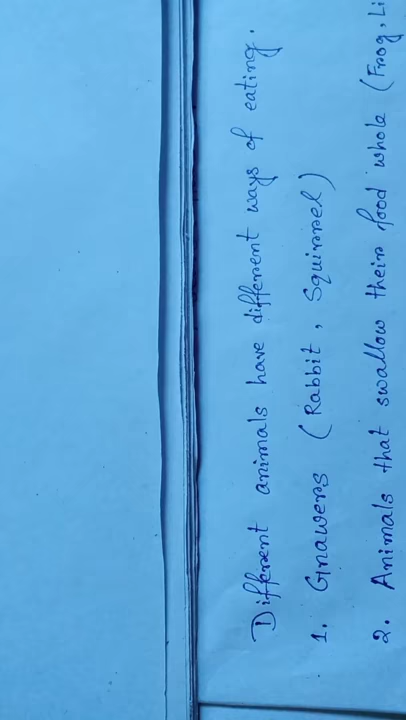 Different animals have different ways of eating.
1. Gnawers (Rabbit, Squirrel)
2. Animals that swallow their food whole (Frog, Li